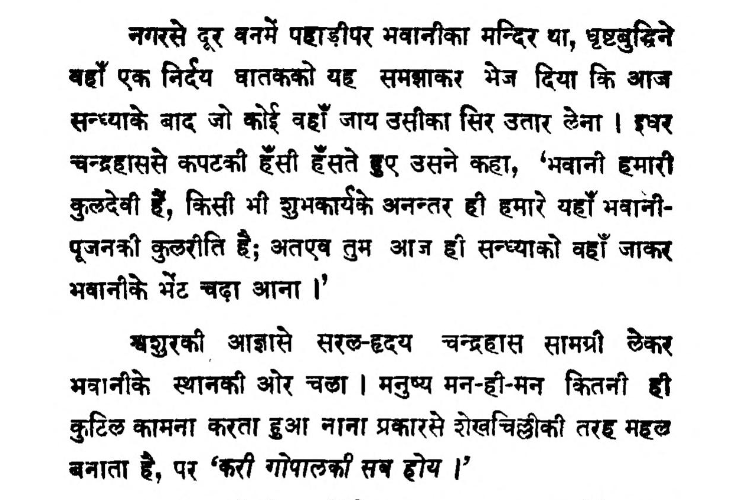 नगरसे दूर वनमें पहाड़ीपर भवानीका मन्दिर था, धृष्टबुद्धिने
वहाँ एक निर्दय घातकको यह समझाकर भेज दिया कि आज
सन्ध्याके बाद जो कोई वहाँ जाय उसीका सिर उतार लेना । इधर
चन्द्रहाससे कपटकी हँसी हँसते हुए उसने कहा, ‘भवानी हमारी
कुलदेवी हैं, किसी भी शुभकार्यके अनन्तर ही हमारे यहाँ भवानी-
पूजनकी कुलरीति है; अतएव तुम आज ही सन्ध्याको वहाँ जाकर
भवानीके भेंट चढ़ा आना ।’
श्वशुरकी आज्ञासे सरल-हृदय चन्द्रहास सामग्री लेकर
भवानीके स्थानकी ओर चला । मनुष्य मन-ही-मन कितनी ही
कुटिल कामना करता हुआ नाना प्रकारसे शेखचिल्लीकी तरह महल
बनाता है, पर ‘करी गोपालकी सब होय ।’